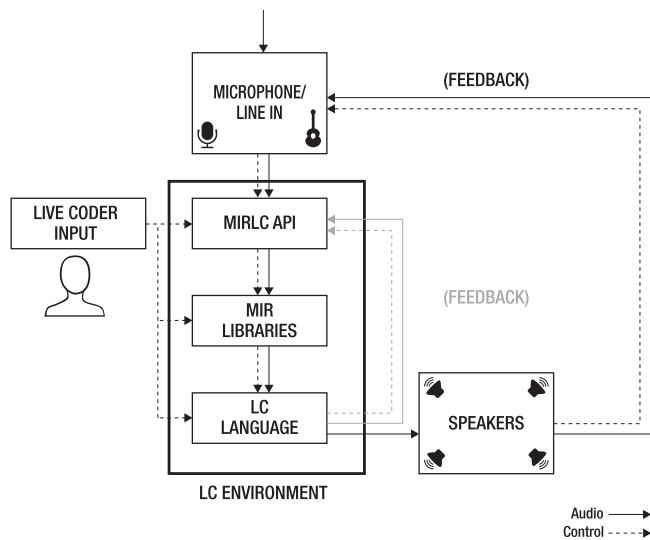 MICROPHONE/
LINE IN
(FEEDBACK)
LIVE CODER
INPUT
MIRLC API
MIR
LIBRARIES
(FEEDBACK)
LC
LANGUAGE
SPEAKERS
LC ENVIRONMENT
Audio
Control